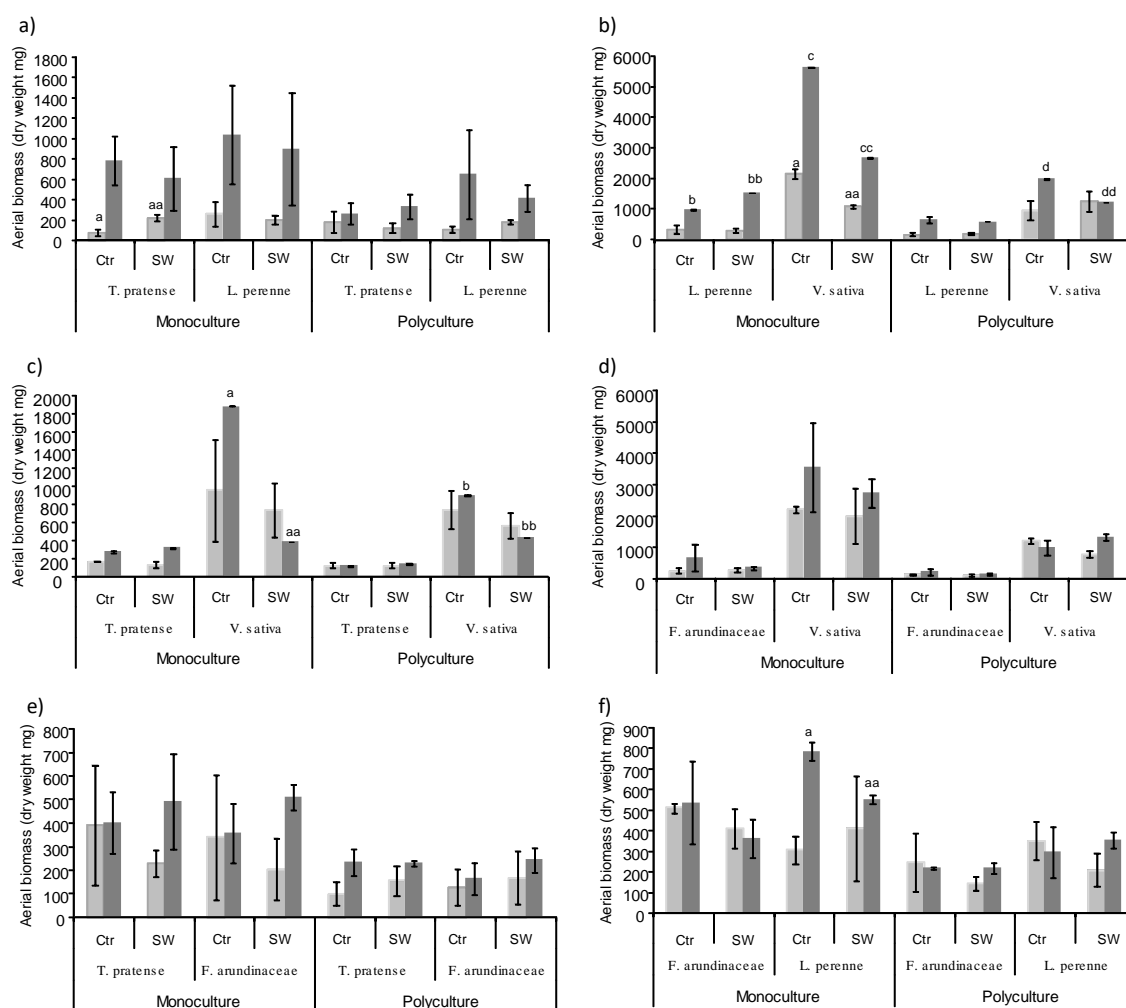 a)
Aerial biomass (dry weight mg)
1800
1600
1400
1200
1000
800
600
400
200
0
a
aa
Ctr SW Ctr SW Ctr SW Ctr SW
T. pratense L. perenne T. pratense L. perenne
Monoculture Polyculture
b)
Aerial biomass (dry weight mg)
6000
5000
4000
3000
2000
1000
0
b
bb
a
c
aa
cc
d
dd
Ctr SW Ctr SW Ctr SW Ctr SW
L. perenne V. sativa L. perenne V. sativa
Monoculture Polyculture
c)
Aerial biomass (dry weight mg)
2000
1800
1600
1400
1200
1000
800
600
400
200
0
a
aa
b
bb
Ctr SW Ctr SW Ctr SW Ctr SW
T. pratense V. sativa T. pratense V. sativa
Monoculture Polyculture
d)
Aerial biomass (dry weight mg)
6000
5000
4000
3000
2000
1000
0
Ctr SW Ctr SW Ctr SW Ctr SW
F. arundinaceae V. sativa F. arundinaceae V. sativa
Monoculture Polyculture
e)
Aerial biomass (dry weight mg)
800
700
600
500
400
300
200
100
0
Ctr SW Ctr SW Ctr SW Ctr SW
T. pratense F. arundinaceae T. pratense F. arundinaceae
Monoculture Polyculture
f)
Aerial biomass (dry weight mg)
900
800
700
600
500
400
300
200
100
0
a
aa
Ctr SW Ctr SW Ctr SW Ctr SW
F. arundinaceae L. perenne F. arundinaceae L. perenne
Monoculture Polyculture